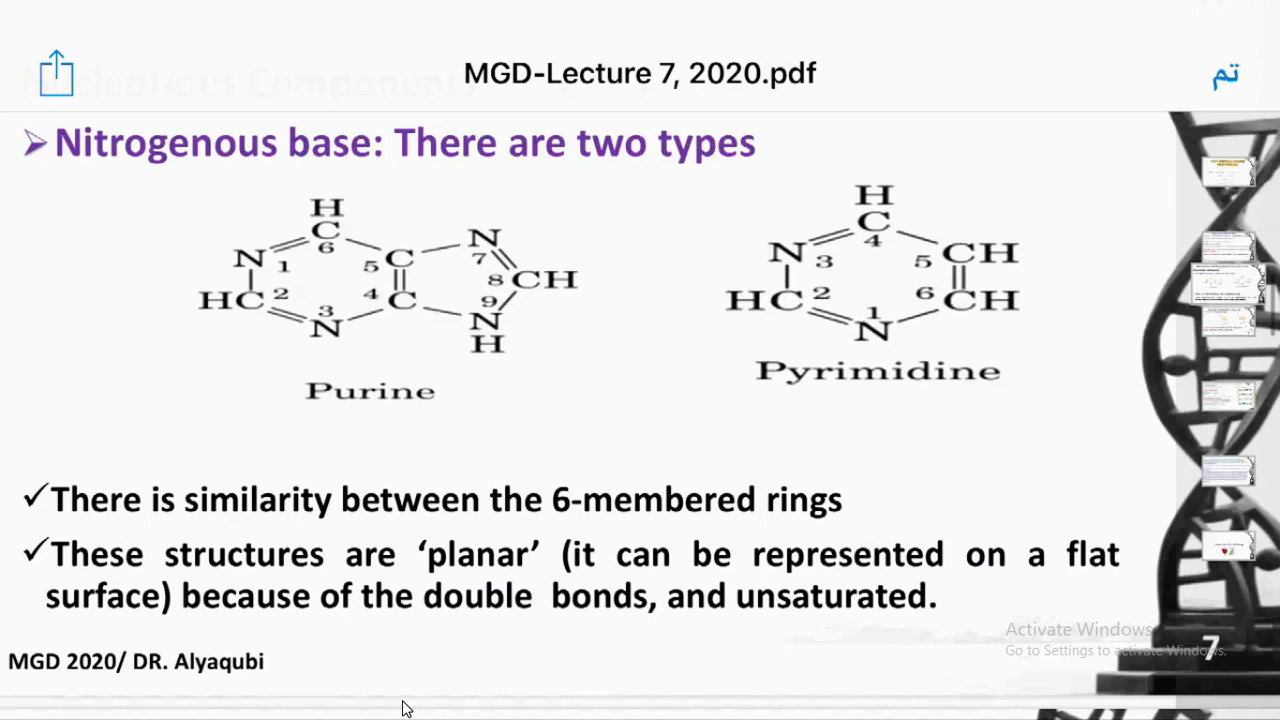 MGD-Lecture 7, 2020.pdf
تم
Nucleotides Component
Nitrogenous base: There are two types
H
C
6
N
1
HC
2
N
3
4
C
5
C
N
7
8
CH
9
N
H
Purine
H
C
4
N
3
HC
2
N
1
6
CH
5
CH
Pyrimidine
✓There is similarity between the 6-membered rings
✓These structures are ‘planar’ (it can be represented on a flat
surface) because of the double bonds, and unsaturated.
Activate Windows
Go to Settings to activate Windows.
7
MGD 2020/ DR. Alyaqubi